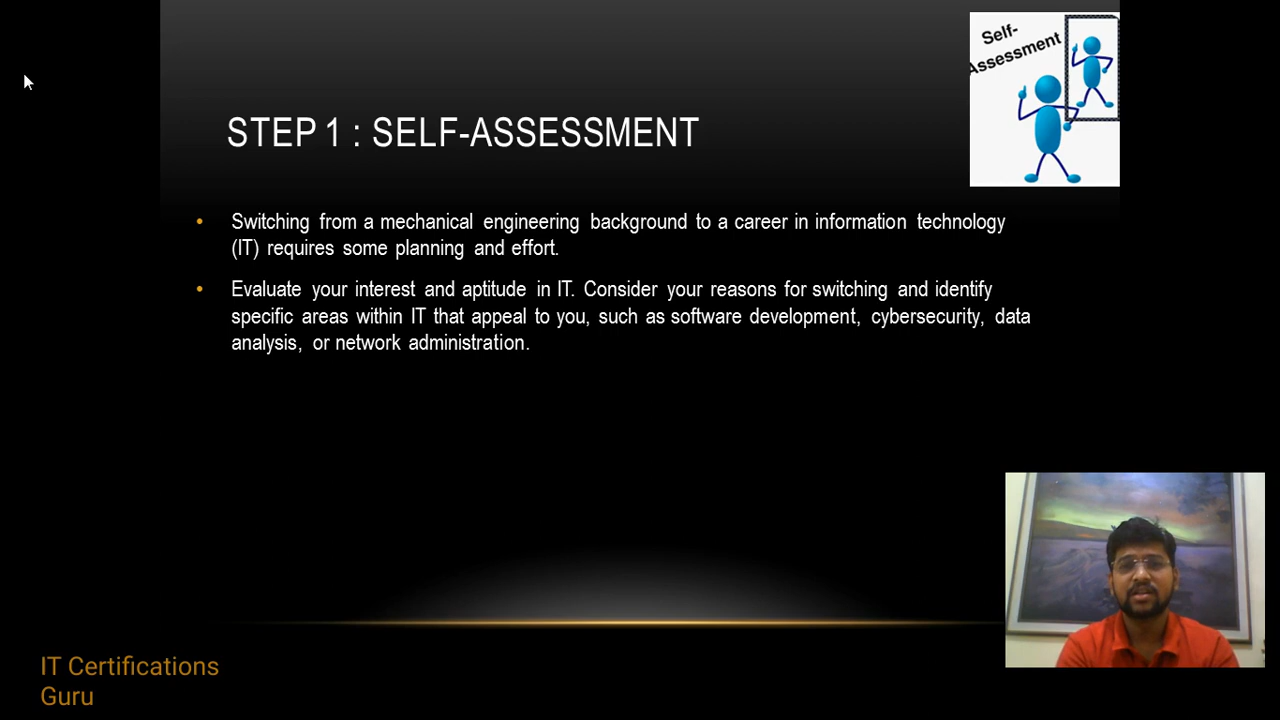 Self-
Assessment
STEP 1 : SELF-ASSESSMENT
• Switching from a mechanical engineering background to a career in information technology
(IT) requires some planning and effort.
• Evaluate your interest and aptitude in IT. Consider your reasons for switching and identify
specific areas within IT that appeal to you, such as software development, cybersecurity, data
analysis, or network administration.
IT Certifications
Guru